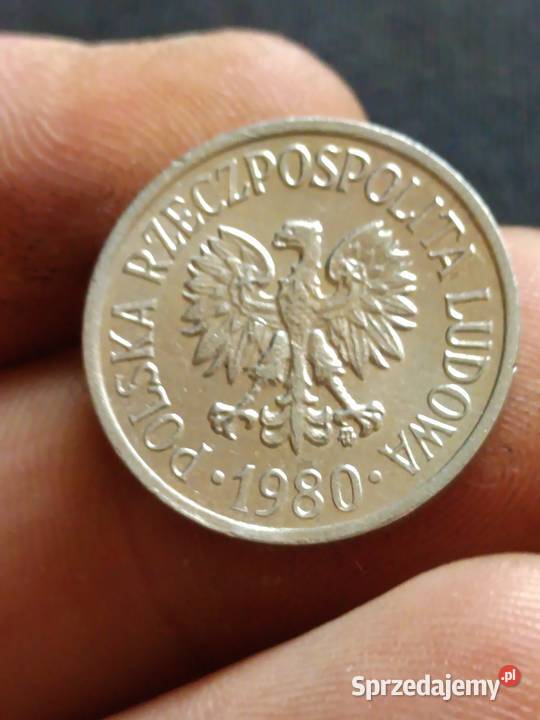 POLSKA RZECZPOSPOLITA LUDOWA
· 1980 ·
Sprzedajemy.pl